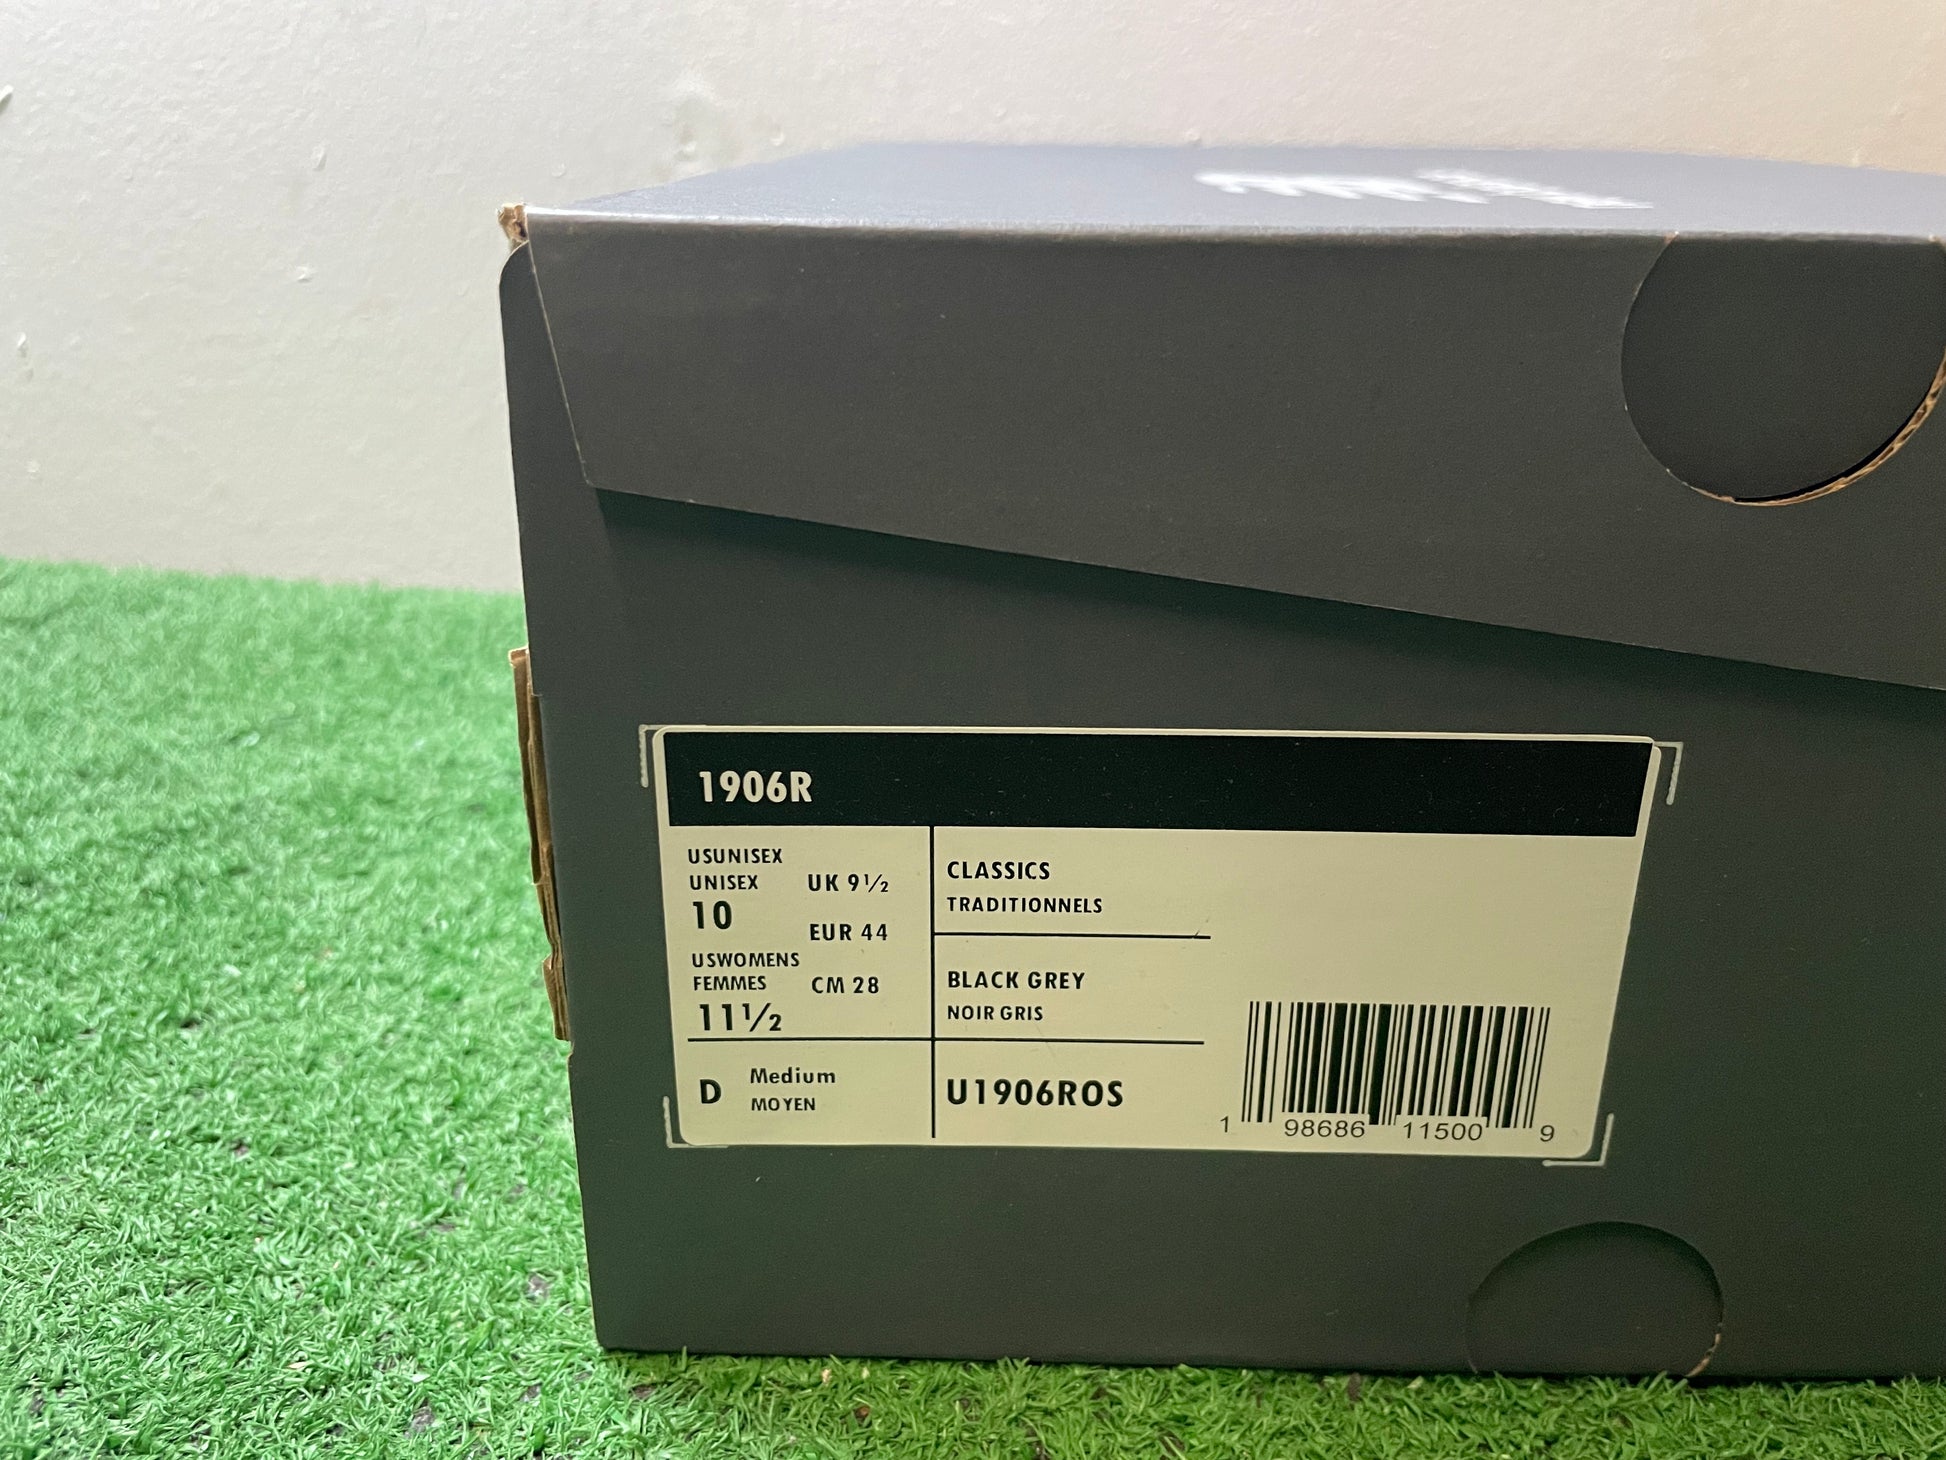 1906R
USUNISEX
UNISEX
10
UK 9½
EUR 44
USWOMENS
FEMMES
11½
CM 28
D Medium
MOYEN
CLASSICS
TRADITIONNELS
BLACK GREY
NOIR GRIS
U1906ROS
1 98686 11500 9